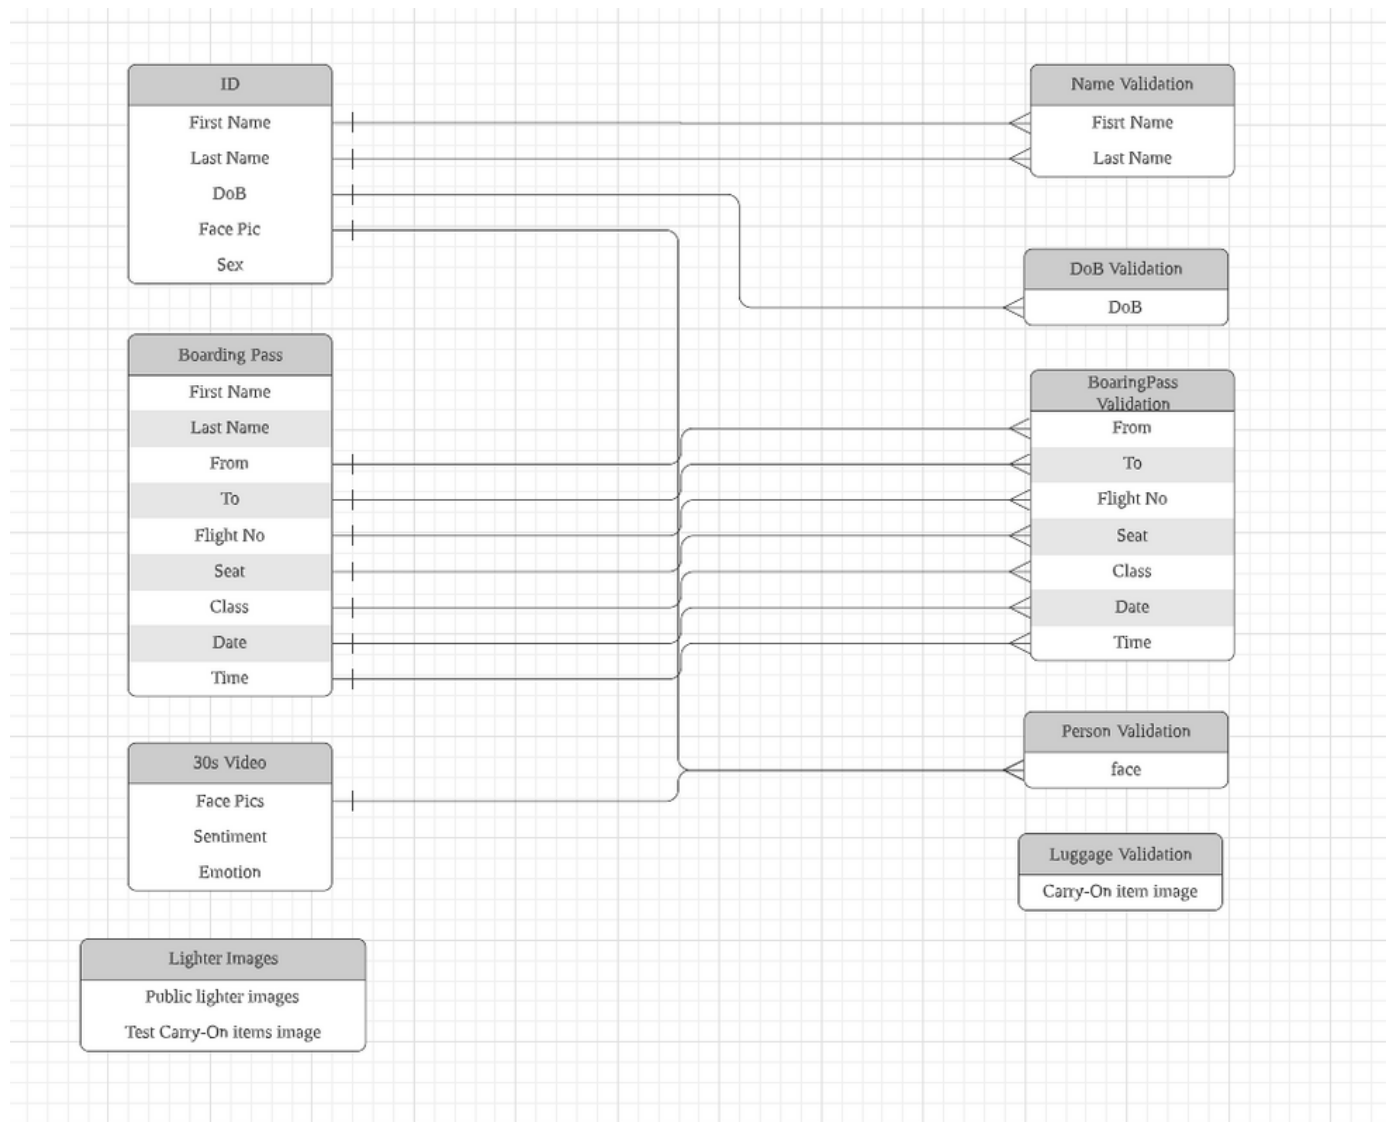 ID
First Name
Last Name
DoB
Face Pic
Sex
Boarding Pass
First Name
Last Name
From
To
Flight No
Seat
Class
Date
Time
30s Video
Face Pics
Sentiment
Emotion
Lighter Images
Public lighter images
Test Carry-On items image
Name Validation
Fisrt Name
Last Name
DoB Validation
DoB
BoaringPass
Validation
From
To
Flight No
Seat
Class
Date
Time
Person Validation
face
Luggage Validation
Carry-On item image